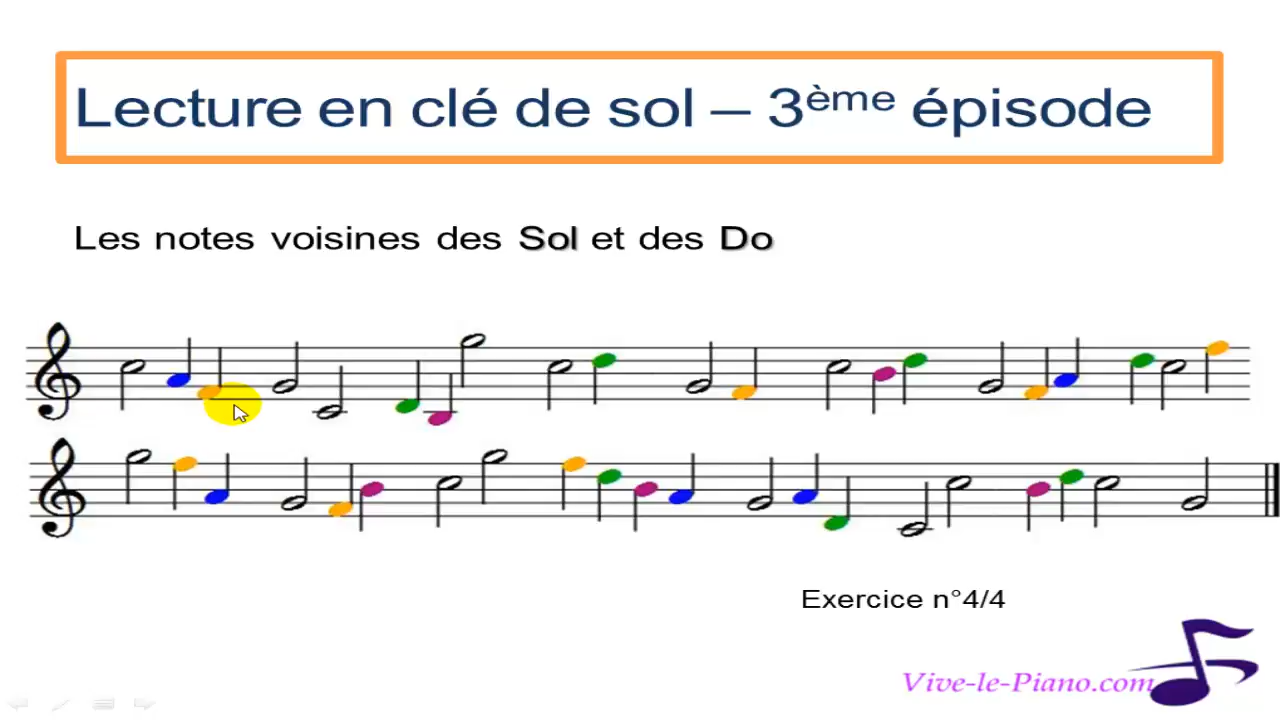 Lecture en clé de sol – 3ème épisode
Les notes voisines des Sol et des Do
Exercice n°4/4
Vive-le-Piano.com